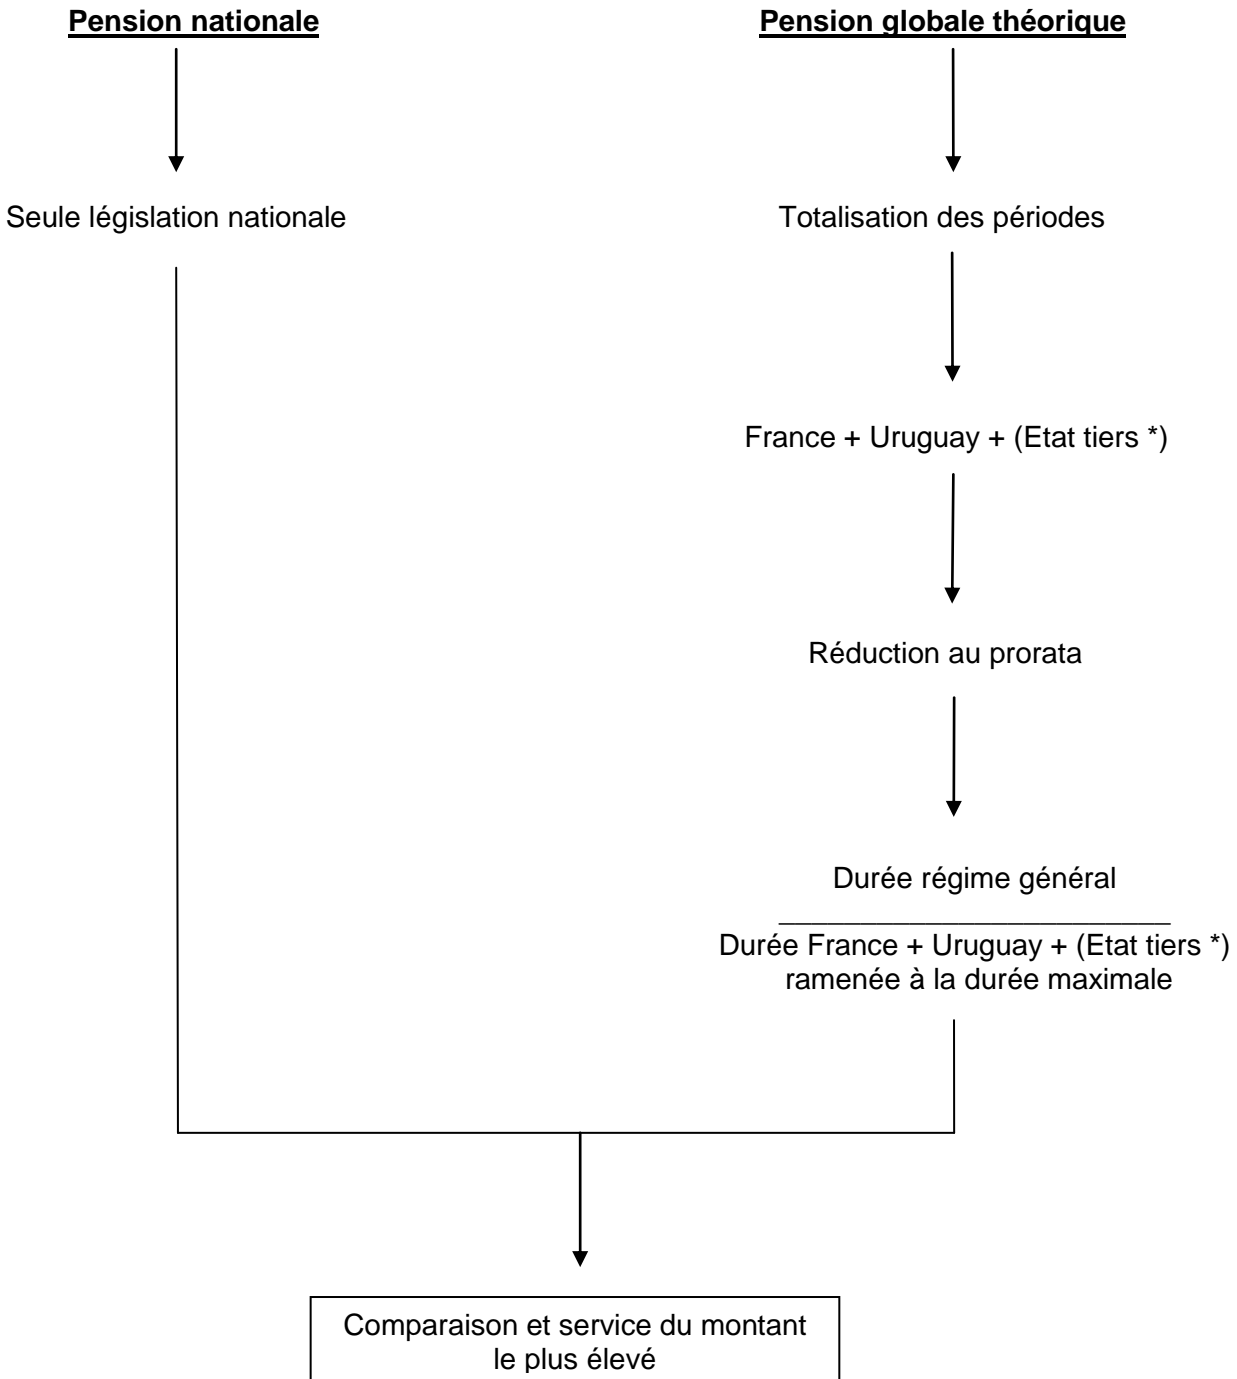 Pension nationale
Pension globale théorique
Seule législation nationale
Totalisation des périodes
France + Uruguay + (Etat tiers *)
Réduction au prorata
Durée régime général
Durée France + Uruguay + (Etat tiers *)
ramenée à la durée maximale
Comparaison et service du montant
le plus élevé